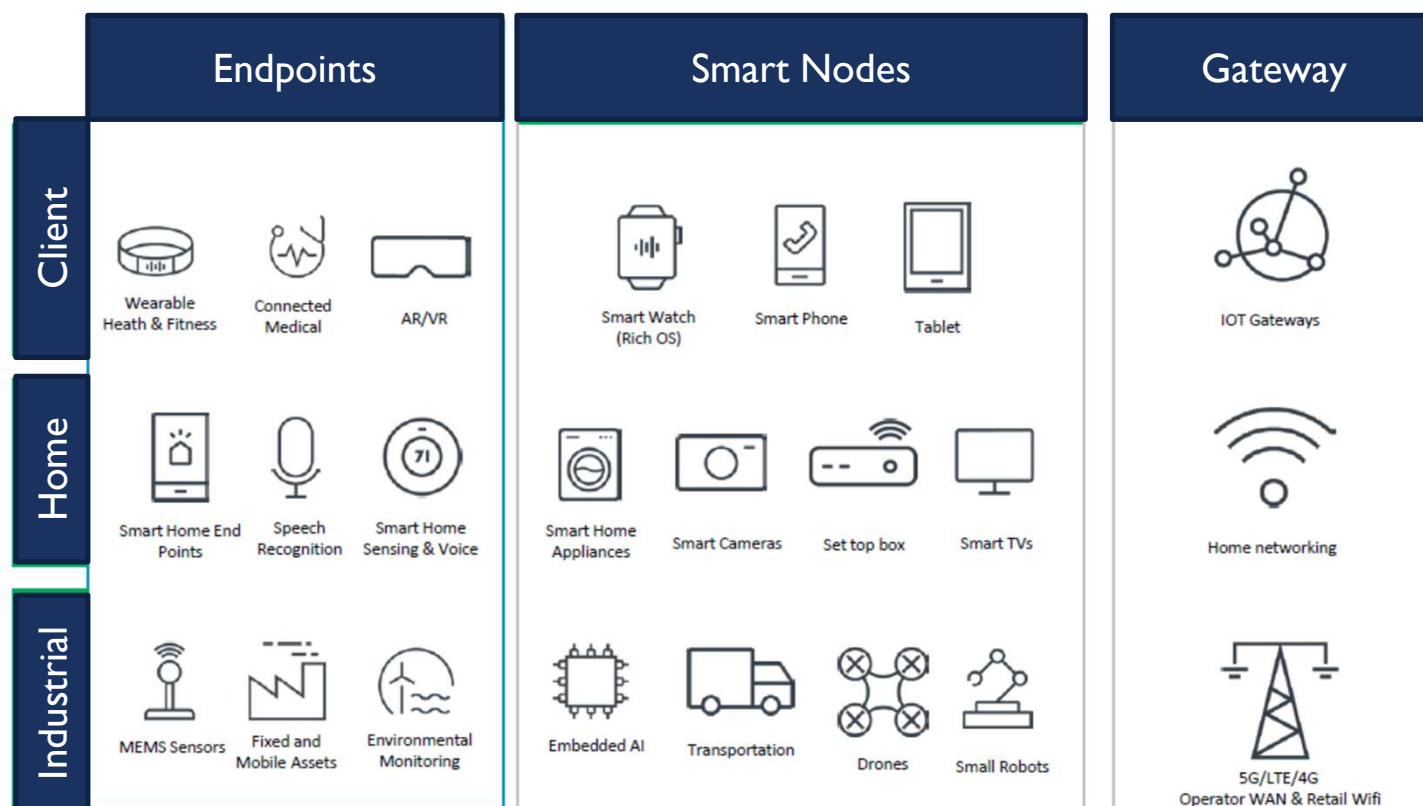 Endpoints
Smart Nodes
Gateway
Client
Wearable
Heath & Fitness
Connected
Medical
AR/VR
Smart Watch
(Rich OS)
Smart Phone
Tablet
IOT Gateways
Home
Smart Home End
Points
Speech
Recognition
71
Smart Home
Sensing & Voice
Smart Home
Appliances
Smart Cameras
Set top box
Smart TVs
Home networking
Industrial
MEMS Sensors
Fixed and
Mobile Assets
Environmental
Monitoring
Embedded AI
Transportation
Drones
Small Robots
5G/LTE/4G
Operator WAN & Retail Wifi